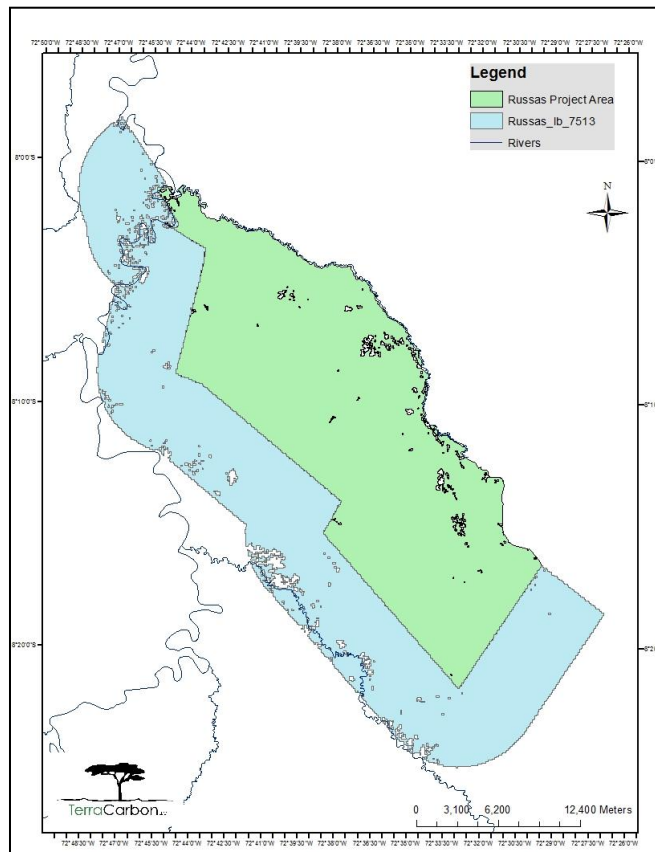 72°50'0"W 72°48'30"W 72°47'0"W 72°45'30"W 72°44'0"W 72°42'30"W 72°41'0"W 72°39'30"W 72°38'0"W 72°36'30"W 72°35'0"W 72°33'30"W 72°32'0"W 72°30'30"W 72°29'0"W 72°27'30"W 72°26'0"W
Legend
Russas Project Area
Russas_lb_7513
Rivers
8°0'0"S
N
8°10'0"S
8°20'0"S
TerraCarbon
0 3,100 6,200 12,400 Meters
72°48'30"W 72°47'0"W 72°45'30"W 72°44'0"W 72°42'30"W 72°41'0"W 72°39'30"W 72°38'0"W 72°36'30"W 72°35'0"W 72°33'30"W 72°32'0"W 72°30'30"W 72°29'0"W 72°27'30"W 72°26'0"W